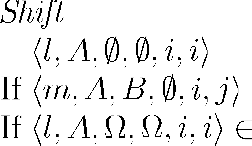 Shift
⟨l, Λ, ∅, ∅, i, i⟩
If ⟨m, Λ, B, ∅, i, j⟩
If ⟨l, Λ, Ω, Ω, i, i⟩ ∈